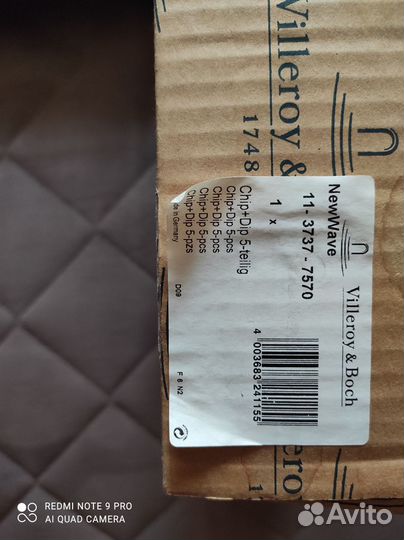 Villeroy & Boch
1748
NewWave
11-3737-7570
1 x
Chip+Dip 5-teilig
Chip+Dip 5-pcs
Chip+Dip 5-pcs
Chip+Dip 5-pcs
Chip+Dip 5-pzs
Made in Germany
D09
F 6 N2
Villeroy & Boch
4 003683 241155
REDMI NOTE 9 PRO
AI QUAD CAMERA
Avito